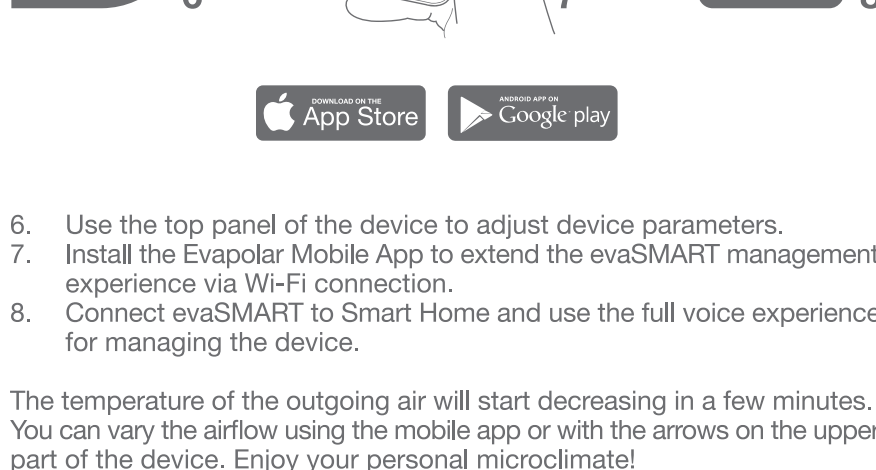 7
DOWNLOAD ON THE
App Store
ANDROID APP ON
Google play
6. Use the top panel of the device to adjust device parameters.
7. Install the Evapolar Mobile App to extend the evaSMART management
experience via Wi-Fi connection.
8. Connect evaSMART to Smart Home and use the full voice experience
for managing the device.
The temperature of the outgoing air will start decreasing in a few minutes.
You can vary the airflow using the mobile app or with the arrows on the upper
part of the device. Enjoy your personal microclimate!